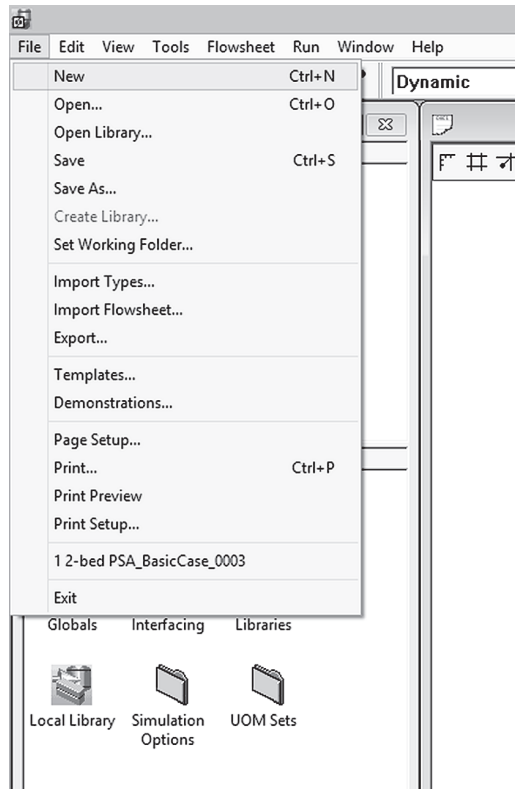 File Edit View Tools Flowsheet Run Window Help
Dynamic
New Ctrl+N
Open... Ctrl+O
Open Library...
Save Ctrl+S
Save As...
Create Library...
Set Working Folder...
Import Types...
Import Flowsheet...
Export...
Templates...
Demonstrations...
Page Setup...
Print... Ctrl+P
Print Preview
Print Setup...
1 2-bed PSA_BasicCase_0003
Exit
Globals Interfacing Libraries
Local Library Simulation Options UOM Sets